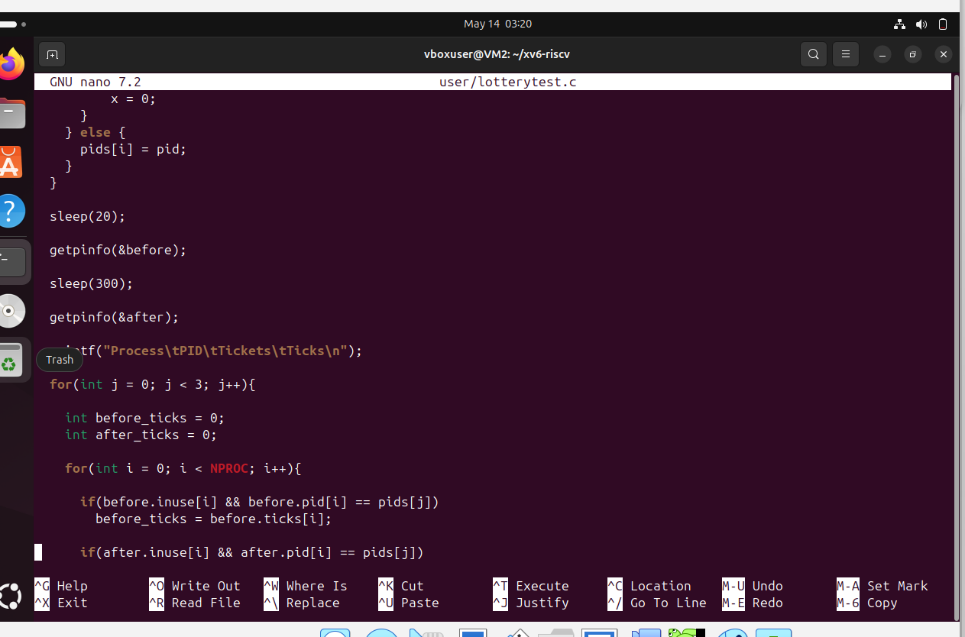 May 14 03:20
vboxuser@VM2: ~/xv6-riscv
GNU nano 7.2 user/lotterytest.c
x = 0;
}
} else {
pids[i] = pid;
}
}
sleep(20);
getpinfo(&before);
sleep(300);
getpinfo(&after);
tf("Process\tPID\tTickets\tTicks\n");
Trash
for(int j = 0; j < 3; j++){
int before_ticks = 0;
int after_ticks = 0;
for(int i = 0; i < NPROC; i++){
if(before.inuse[i] && before.pid[i] == pids[j])
before_ticks = before.ticks[i];
if(after.inuse[i] && after.pid[i] == pids[j])
^G Help ^O Write Out ^W Where Is ^K Cut ^T Execute ^C Location M-U Undo M-A Set Mark
^X Exit ^R Read File ^\ Replace ^U Paste ^J Justify ^/ Go To Line M-E Redo M-6 Copy